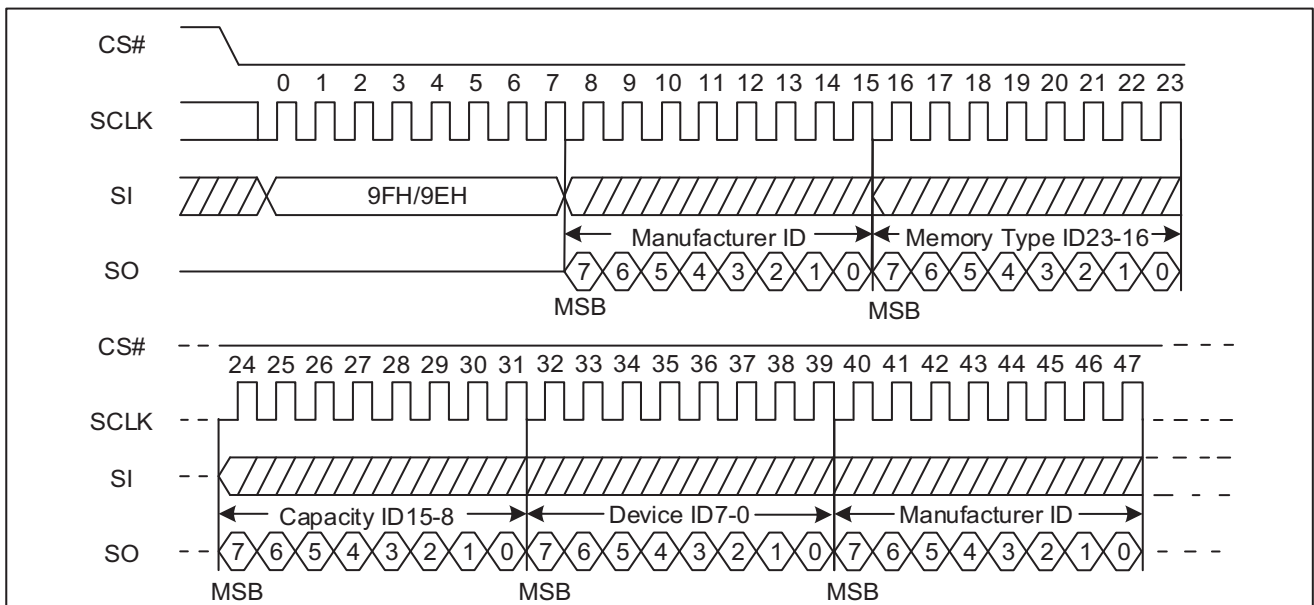 CS#
0 1 2 3 4 5 6 7 8 9 10 11 12 13 14 15 16 17 18 19 20 21 22 23
SCLK
SI 9FH/9EH
Manufacturer ID Memory Type ID23-16
SO 7 6 5 4 3 2 1 0 7 6 5 4 3 2 1 0
MSB MSB
CS#
24 25 26 27 28 29 30 31 32 33 34 35 36 37 38 39 40 41 42 43 44 45 46 47
SCLK
SI
Capacity ID15-8 Device ID7-0 Manufacturer ID
SO 7 6 5 4 3 2 1 0 7 6 5 4 3 2 1 0 7 6 5 4 3 2 1 0
MSB MSB MSB